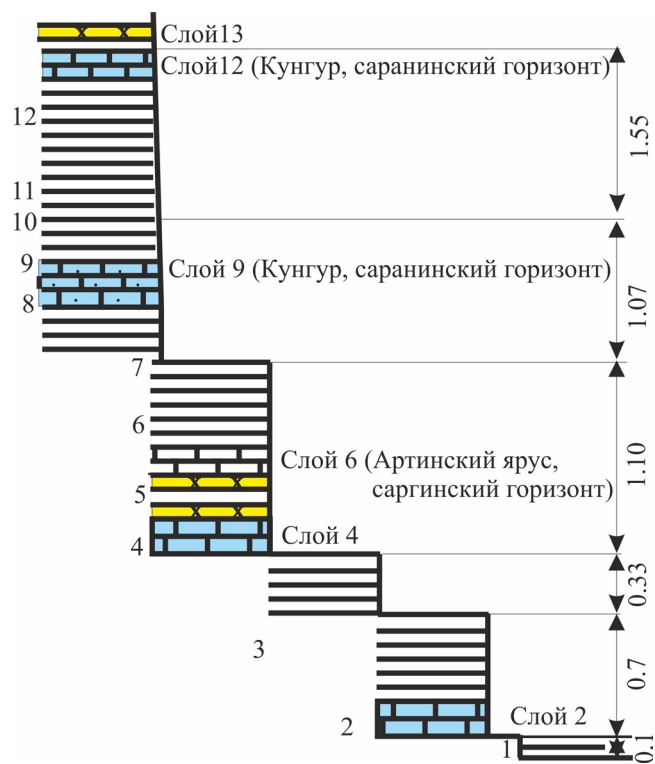 Слой13
Слой12 (Кунгур, саранинский горизонт)
12
1.55
11
10
9
Слой 9 (Кунгур, саранинский горизонт)
8
1.07
7
6
Слой 6 (Артинский ярус,
саргинский горизонт)
5
1.10
4
Слой 4
0.33
3
0.7
2
Слой 2
1
0.1